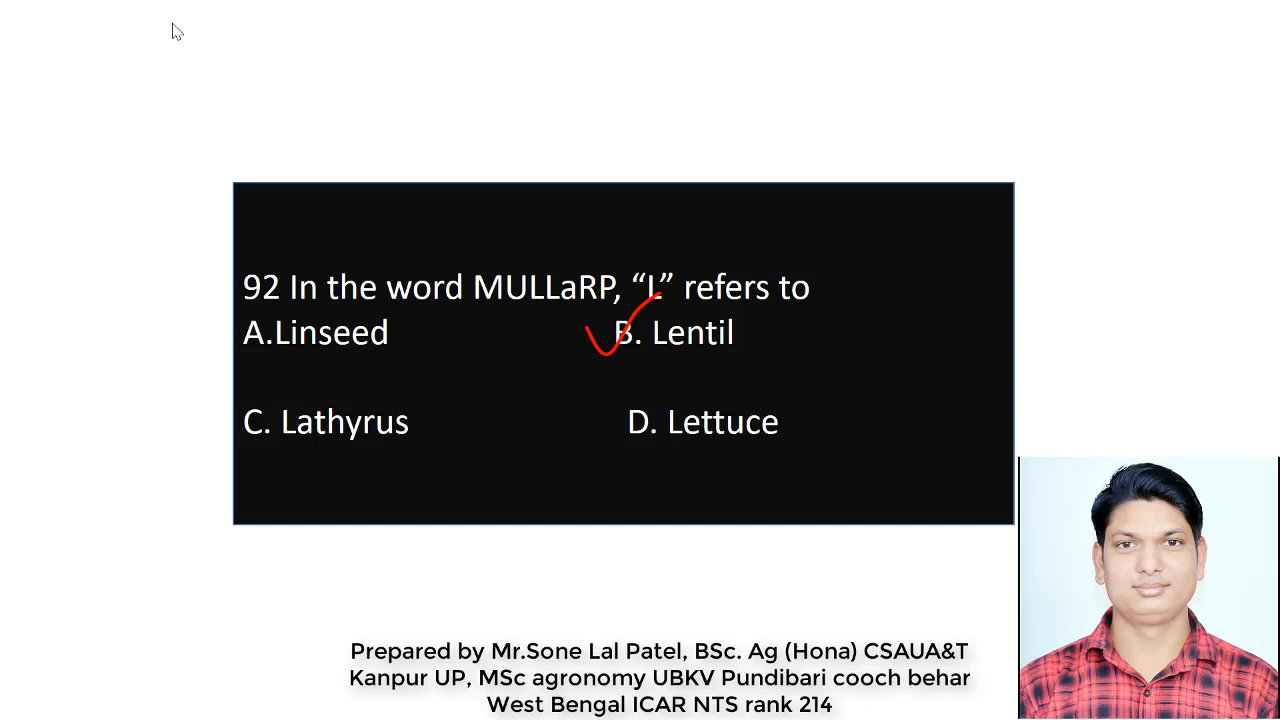 92 In the word MULLaRP, “L” refers to
A.Linseed B. Lentil
C. Lathyrus D. Lettuce
Prepared by Mr.Sone Lal Patel, BSc. Ag (Hona) CSAUA&T
Kanpur UP, MSc agronomy UBKV Pundibari cooch behar
West Bengal ICAR NTS rank 214